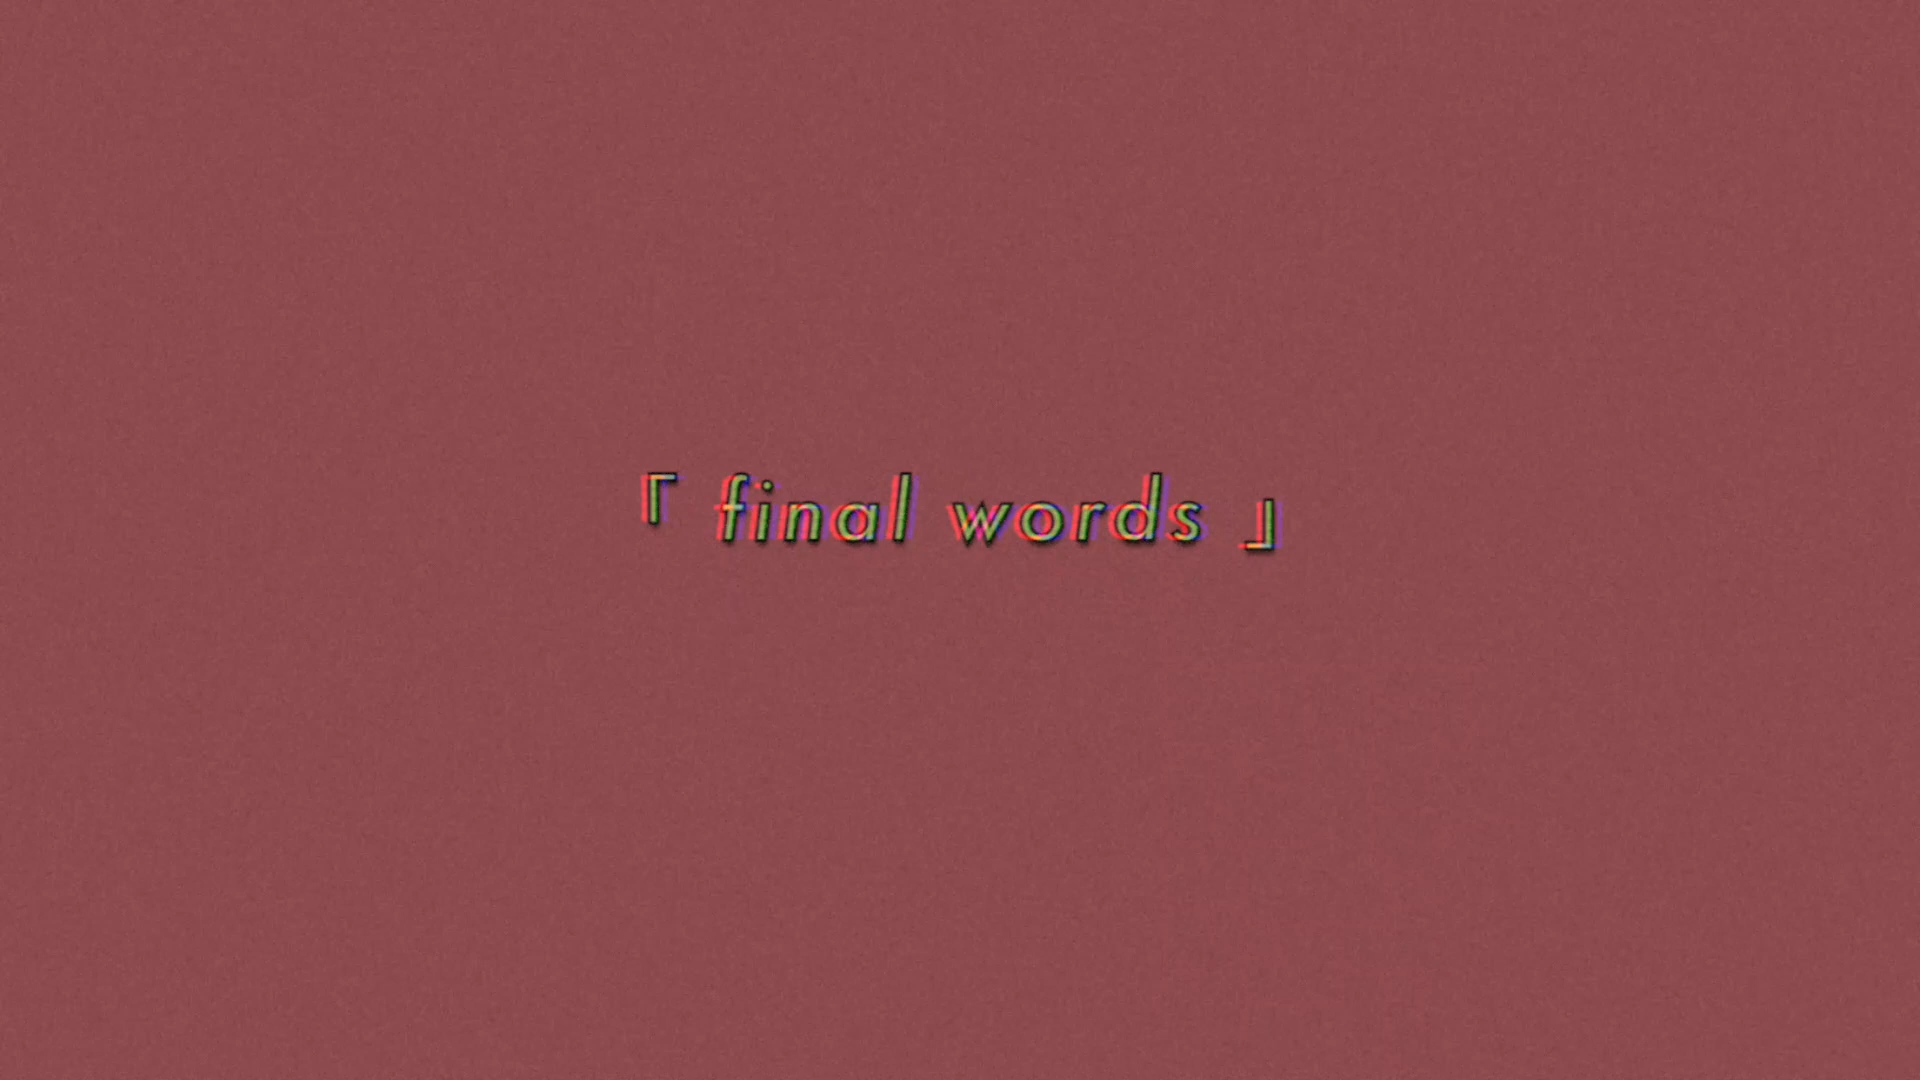 「 final words 」